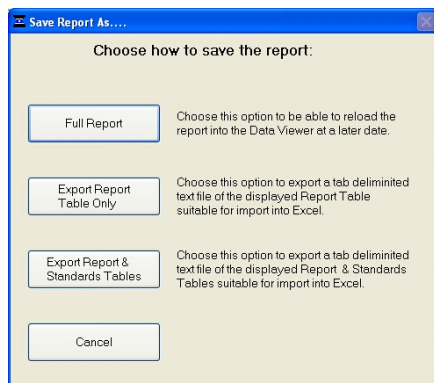 Save Report As....
Choose how to save the report:
Full Report
Choose this option to be able to reload the
report into the Data Viewer at a later date.
Export Report
Table Only
Choose this option to export a tab deliminited
text file of the displayed Report Table
suitable for import into Excel.
Export Report &
Standards Tables
Choose this option to export a tab deliminited
text file of the displayed Report & Standards
Tables suitable for import into Excel.
Cancel